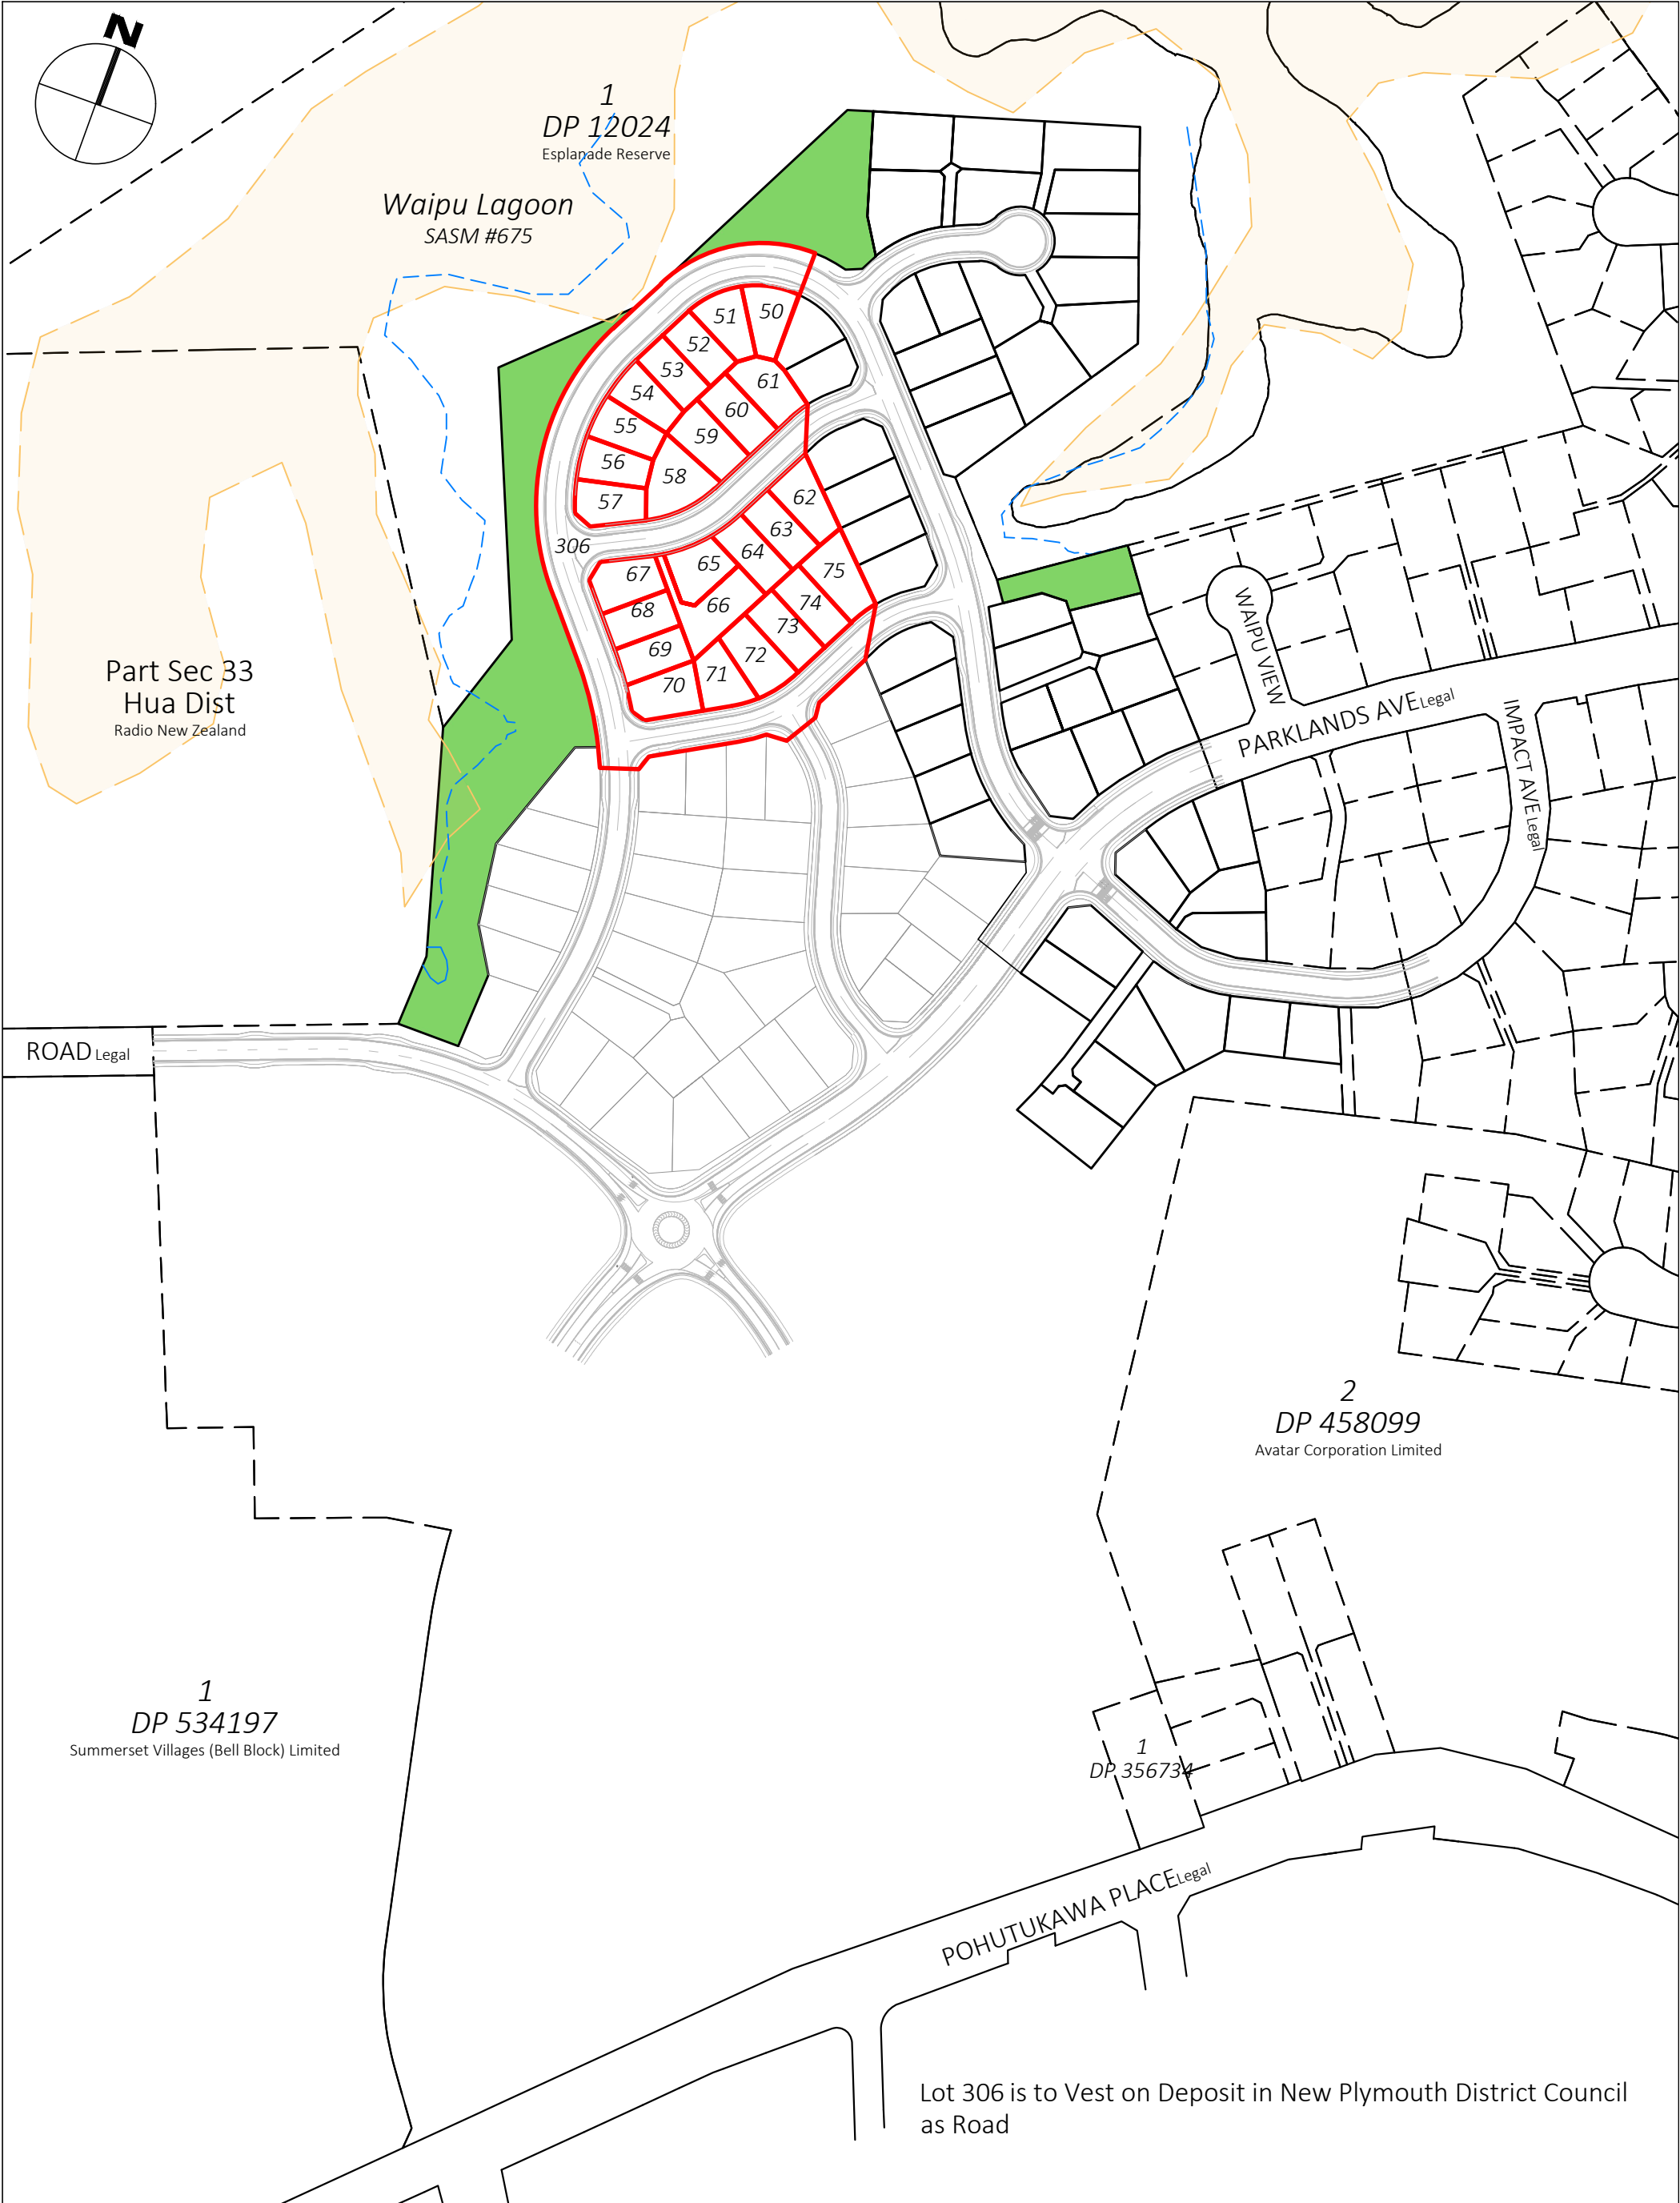 N
1
DP 12024
Esplanade Reserve
Waipu Lagoon
SASM #675
50
51
52
53
54
55
56
57
61
60
59
58
306
62
63
64
65
66
67
68
69
70
71
72
73
74
75
Part Sec 33
Hua Dist
Radio New Zealand
WAIPU VIEW
PARKLANDS AVE Legal
IMPACT AVE Legal
ROAD Legal
2
DP 458099
Avatar Corporation Limited
1
DP 534197
Summerset Villages (Bell Block) Limited
1
DP 356734
POHUTUKAWA PLACE Legal
Lot 306 is to Vest on Deposit in New Plymouth District Council
as Road